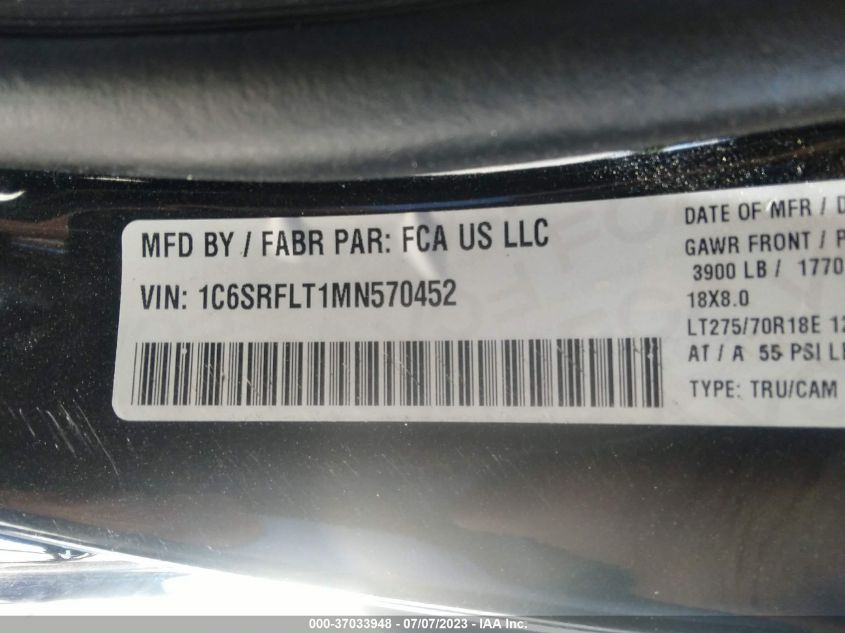 MFD BY / FABR PAR: FCA US LLC
VIN: 1C6SRFLT1MN570452
DATE OF MFR / D
GAWR FRONT / P
3900 LB / 1770
18X8.0
LT275/70R18E 12
AT / A 55 PSI L
TYPE: TRU/CAM
000-37033948 - 07/07/2023 - IAA Inc.